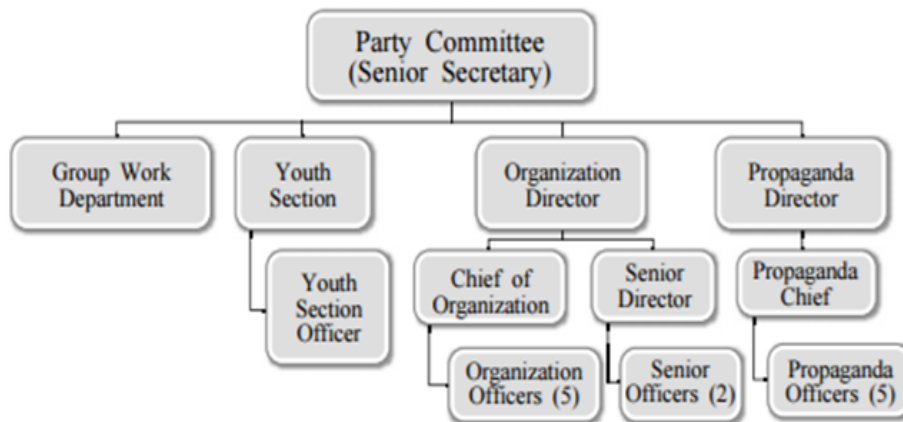 Party Committee
(Senior Secretary)
Group Work
Department
Youth
Section
Organization
Director
Propaganda
Director
Youth
Section
Officer
Chief of
Organization
Senior
Director
Propaganda
Chief
Organization
Officers (5)
Senior
Officers (2)
Propaganda
Officers (5)